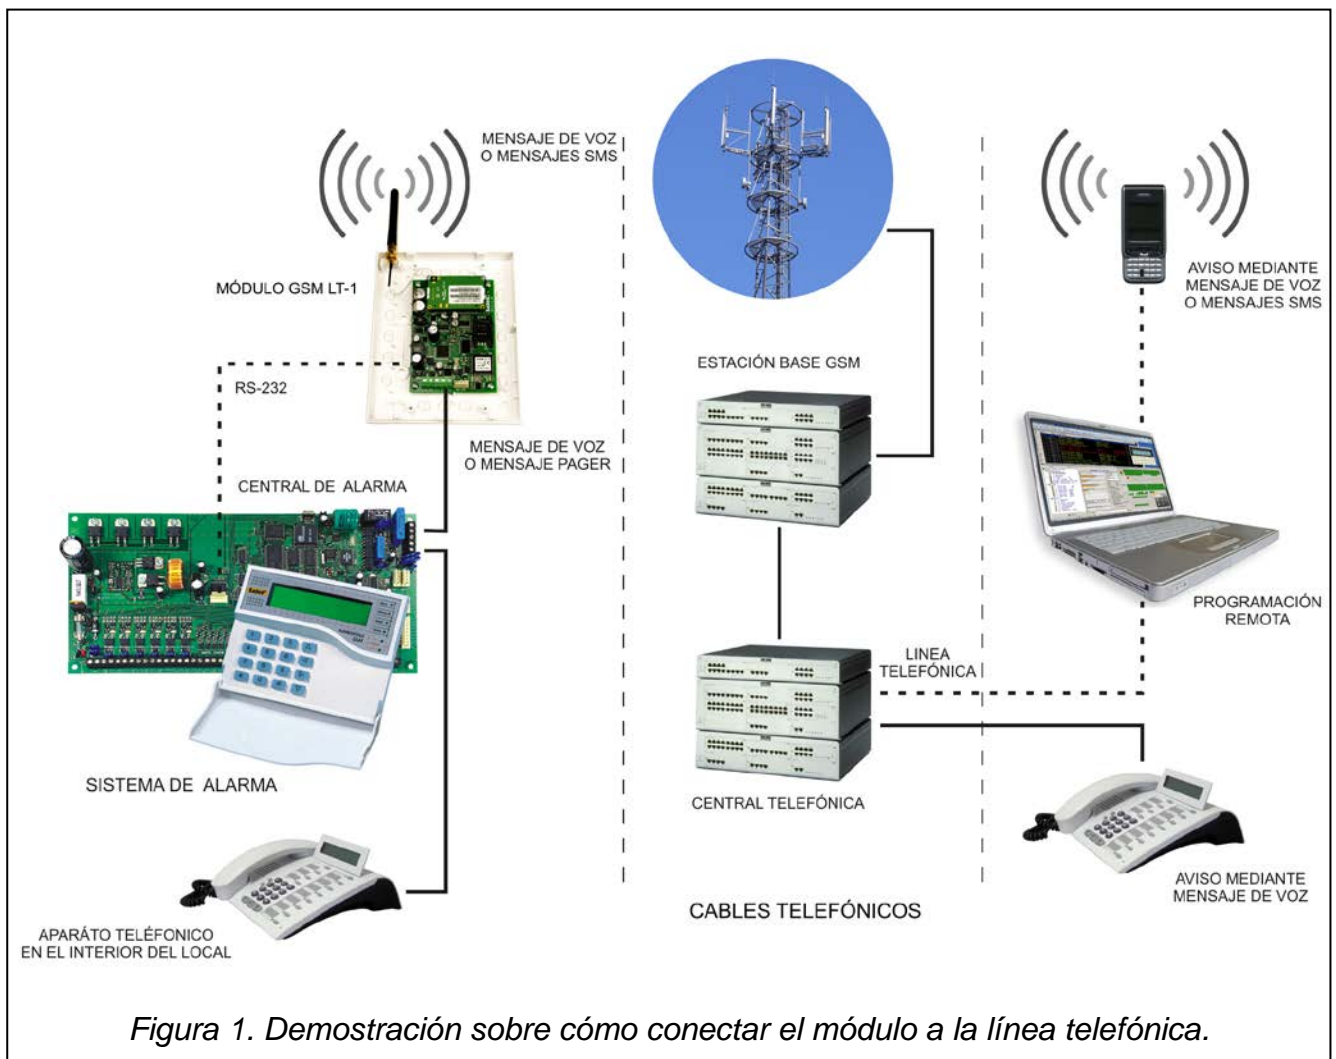 MENSAJE DE VOZ
O MENSAJES SMS
MÓDULO GSM LT-1
RS-232
MENSAJE DE VOZ
O MENSAJE PAGER
CENTRAL DE ALARMA
SISTEMA DE ALARMA
APARÁTO TELÉFONICO
EN EL INTERIOR DEL LOCAL
ESTACIÓN BASE GSM
LINEA
TELEFÓNICA
CENTRAL TELEFÓNICA
CABLES TELEFÓNICOS
AVISO MEDIANTE
MENSAJE DE VOZ
O MENSAJES SMS
PROGRAMACIÓN
REMOTA
AVISO MEDIANTE
MENSAJE DE VOZ
Figura 1. Demostración sobre cómo conectar el módulo a la línea telefónica.